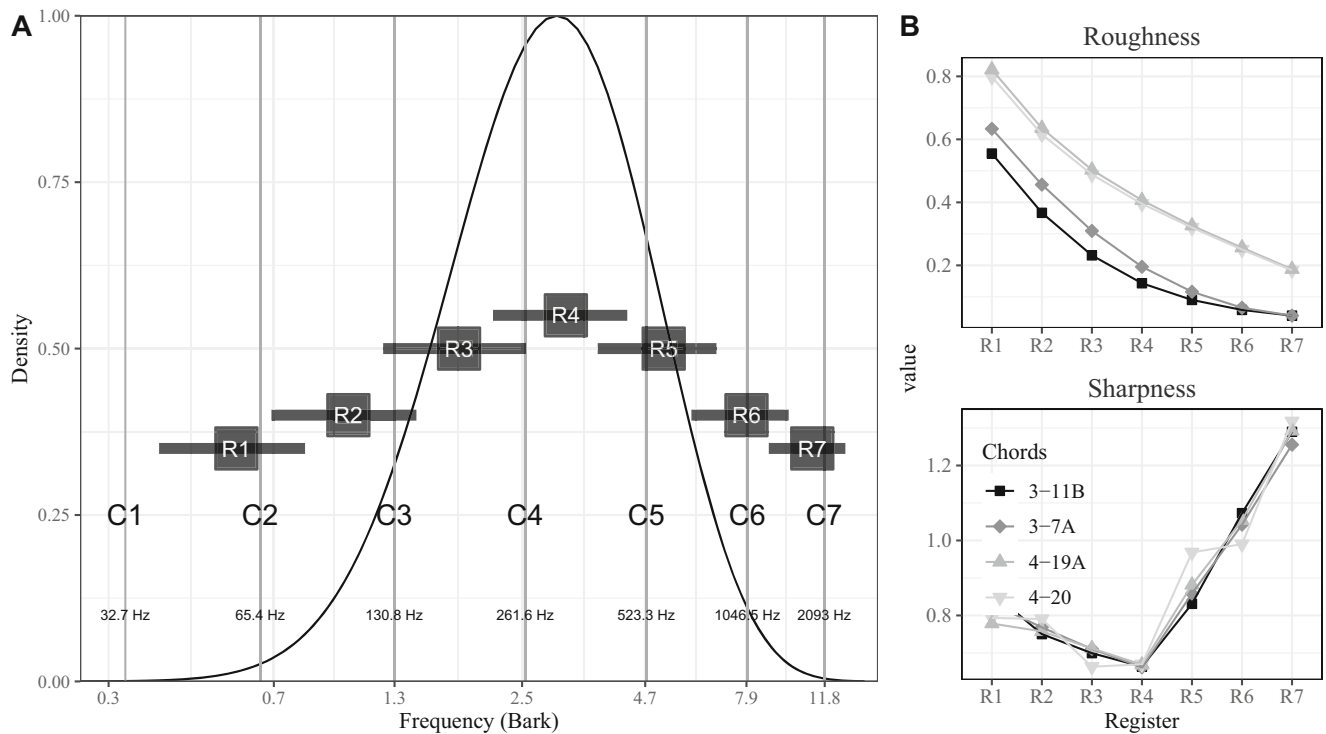 A
Density
1.00
0.75
0.50
0.25
0.00
R4
R3
R5
R2
R6
R1
R7
C1 C2 C3 C4 C5 C6 C7
32.7 Hz 65.4 Hz 130.8 Hz 261.6 Hz 523.3 Hz 1046.5 Hz 2093 Hz
0.3 0.7 1.3 2.5 4.7 7.9 11.8
Frequency (Bark)
B
Roughness
value
0.8
0.6
0.4
0.2
R1 R2 R3 R4 R5 R6 R7
Sharpness
1.2
1.0
0.8
Chords
3−11B
3−7A
4−19A
4−20
R1 R2 R3 R4 R5 R6 R7
Register